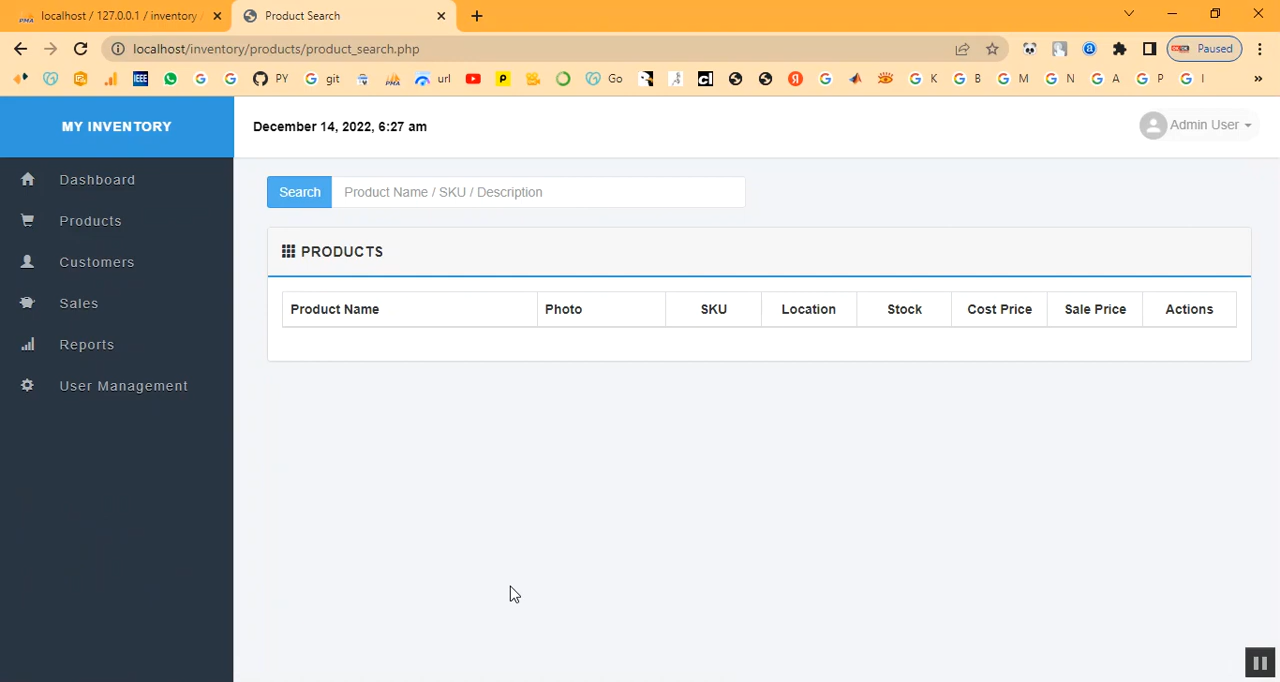 localhost / 127.0.0.1 / inventory
Product Search
localhost/inventory/products/product_search.php
Paused
IEEE
PY
git
url
Go
K
B
M
N
A
P
I
MY INVENTORY
December 14, 2022, 6:27 am
Admin User
Dashboard
Products
Customers
Sales
Reports
User Management
Search
Product Name / SKU / Description
PRODUCTS
Product Name
Photo
SKU
Location
Stock
Cost Price
Sale Price
Actions